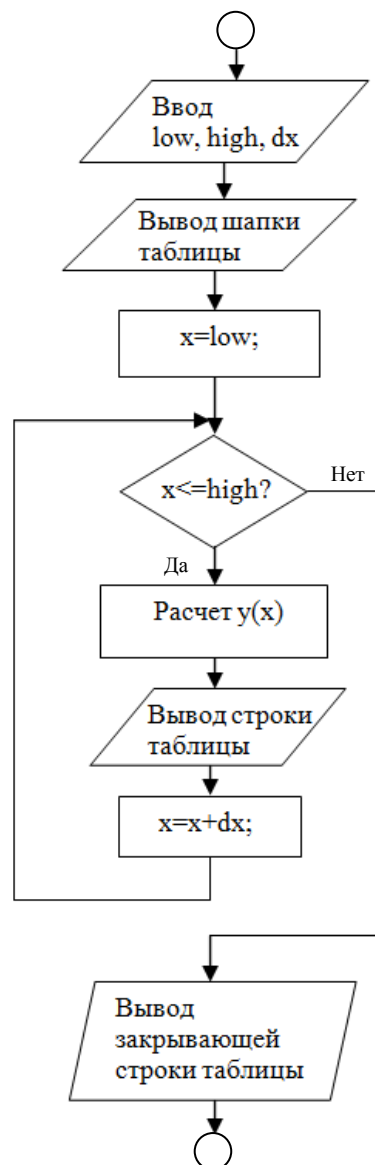 Ввод
low, high, dx
Вывод шапки
таблицы
x=low;
x<=high?
Нет
Да
Расчет y(x)
Вывод строки
таблицы
x=x+dx;
Вывод
закрывающей
строки таблицы